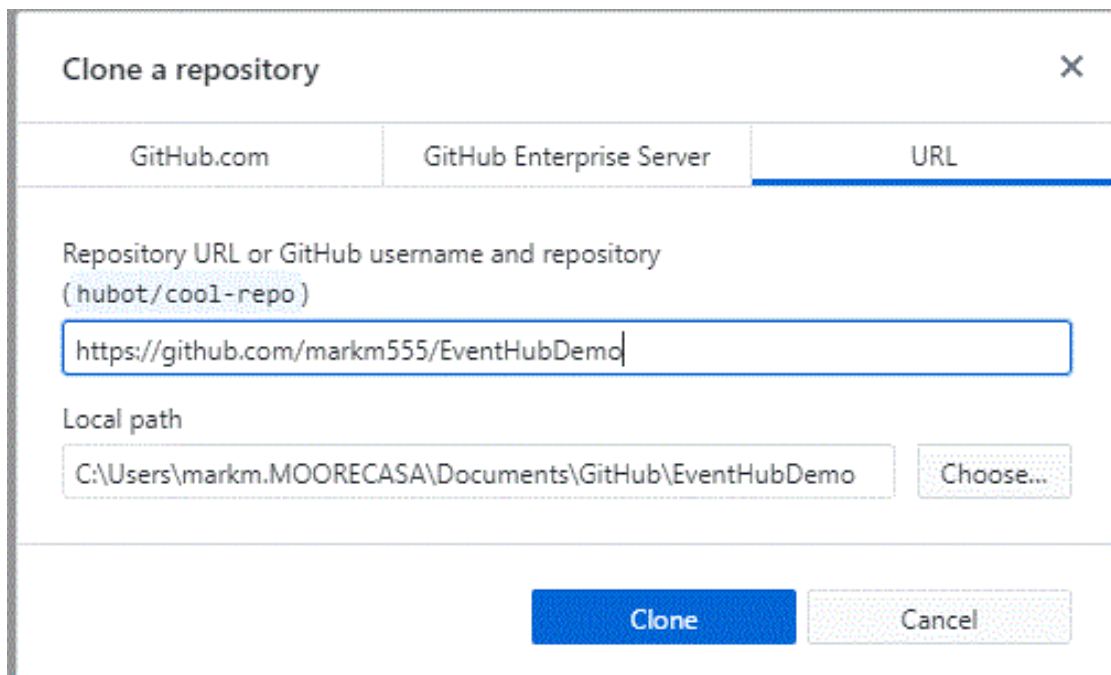 Clone a repository
GitHub.com
GitHub Enterprise Server
URL
Repository URL or GitHub username and repository
(hubot/cool-repo)
https://github.com/markm555/EventHubDemo
Local path
C:\Users\markm.MOORECASA\Documents\GitHub\EventHubDemo
Choose...
Clone
Cancel